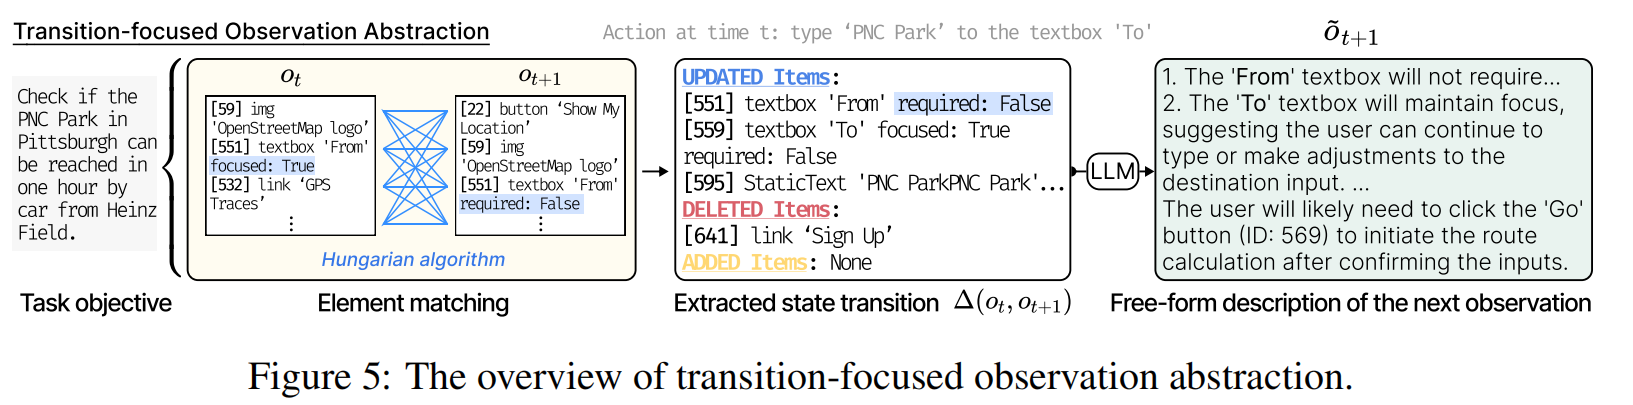 Transition-focused Observation Abstraction
Action at time t: type ‘PNC Park’ to the textbox 'To'
õ_{t+1}
Check if the
PNC Park in
Pittsburgh can
be reached in
one hour by
car from Heinz
Field.
Task objective
o_t
[59] img
'OpenStreetMap logo’
[551] textbox 'From'
focused: True
[532] link ‘GPS
Traces’
⋮
o_{t+1}
[22] button ‘Show My
Location’
[59] img
'OpenStreetMap logo’
[551] textbox 'From'
required: False
⋮
Hungarian algorithm
Element matching
UPDATED Items:
[551] textbox 'From' required: False
[559] textbox 'To' focused: True
required: False
[595] StaticText 'PNC ParkPNC Park'...
DELETED Items:
[641] link ‘Sign Up’
ADDED Items: None
Extracted state transition Δ(o_t, o_{t+1})
LLM
1. The 'From' textbox will not require...
2. The 'To' textbox will maintain focus,
suggesting the user can continue to
type or make adjustments to the
destination input. ...
The user will likely need to click the 'Go'
button (ID: 569) to initiate the route
calculation after confirming the inputs.
Free-form description of the next observation
Figure 5: The overview of transition-focused observation abstraction.